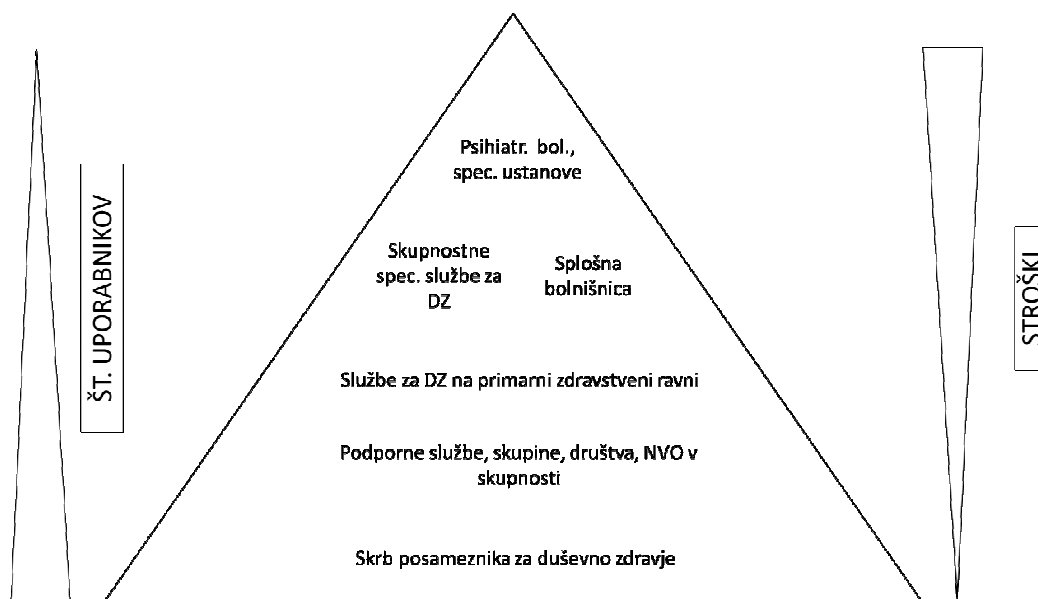 Psihiatr. bol.,
spec. ustanove
Skupnostne
spec. službe za
DZ
Splošna
bolnišnica
Službe za DZ na primarni zdravstveni ravni
Podporne službe, skupine, društva, NVO v
skupnosti
Skrb posameznika za duševno zdravje
ŠT. UPORABNIKOV
STROŠKI